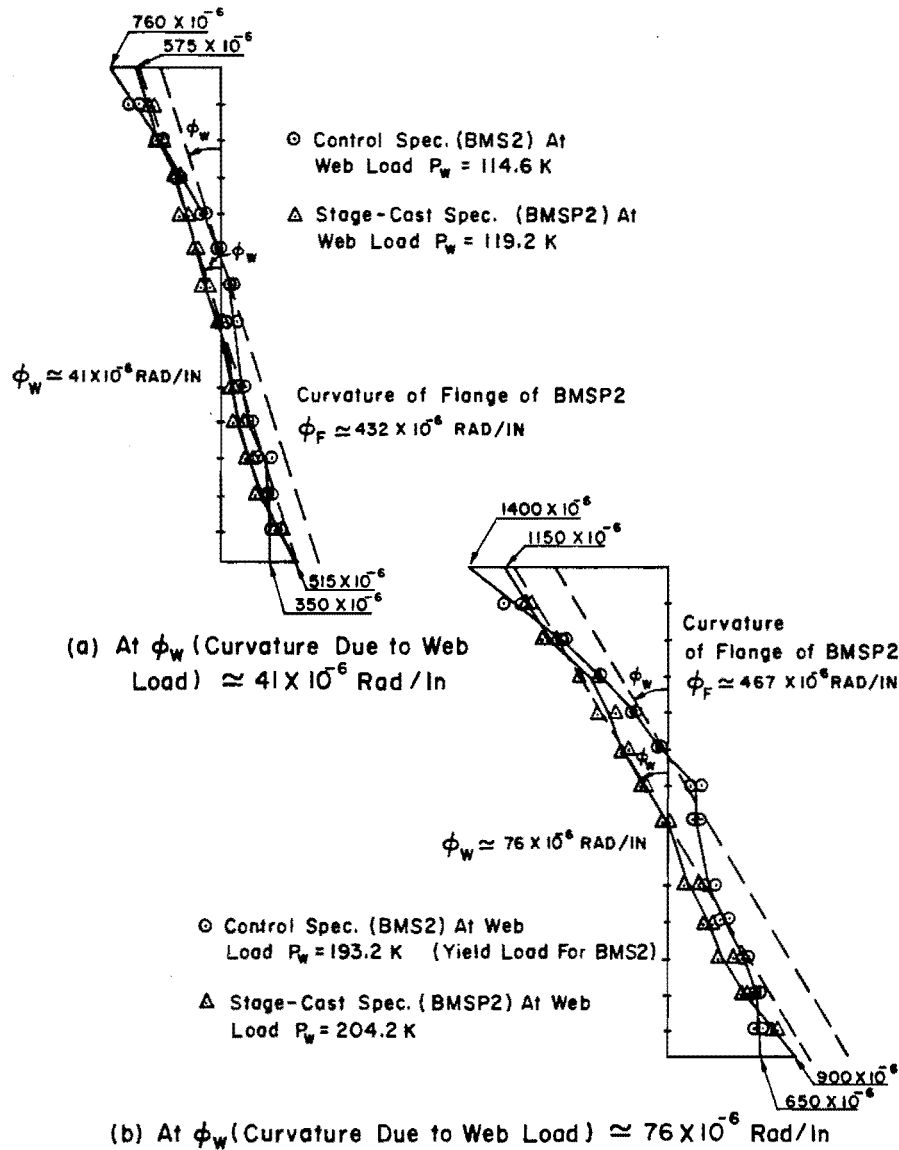 760 X 10⁻⁶
575 X 10⁻⁶
ϕw
⊙ Control Spec. (BMS2) At
Web Load Pw = 114.6 K
△ Stage-Cast Spec. (BMSP2) At
Web Load Pw = 119.2 K
ϕw
ϕw ≃ 41X10⁻⁶ RAD/IN
Curvature of Flange of BMSP2
ϕF ≃ 432 X 10⁻⁶ RAD/IN
515X10⁻⁶
350 X 10⁻⁶
(a) At ϕw (Curvature Due to Web
Load) ≃ 41 X 10⁻⁶ Rad/In
1400 X 10⁻⁶
1150 X 10⁻⁶
Curvature
of Flange of BMSP2
ϕF ≃ 467 X 10⁻⁶ RAD/IN
ϕw
ϕw
ϕw ≃ 76 X 10⁻⁶ RAD/IN
⊙ Control Spec. (BMS2) At Web
Load Pw = 193.2 K (Yield Load For BMS2)
△ Stage-Cast Spec. (BMSP2) At Web
Load Pw = 204.2 K
900 X 10⁻⁶
650 X 10⁻⁶
(b) At ϕw (Curvature Due to Web Load) ≃ 76 X 10⁻⁶ Rad/In